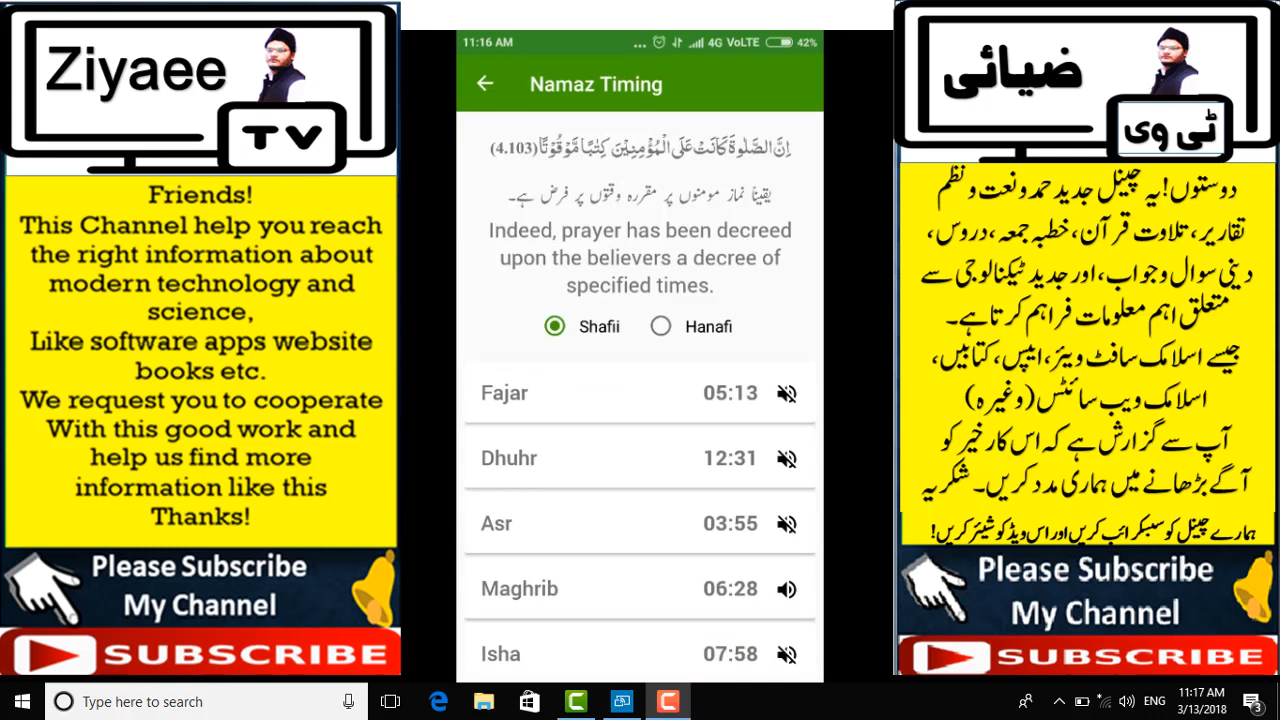 Ziyaee
TV
Friends!
This Channel help you reach
the right information about
modern technology and
science,
Like software apps website
books etc.
We request you to cooperate
With this good work and
help us find more
information like this
Thanks!
Please Subscribe
My Channel
SUBSCRIBE
11:16 AM
... 4G VoLTE 42%
Namaz Timing
اِنَّ الصَّلٰوةَ كَانَتْ عَلَى الْمُؤْمِنِيْنَ كِتٰبًا مَّوْقُوْتًا(4.103)
یقیناً نماز مومنوں پر مقررہ وقتوں پر فرض ہے۔
Indeed, prayer has been decreed
upon the believers a decree of
specified times.
Shafii Hanafi
Fajar 05:13
Dhuhr 12:31
Asr 03:55
Maghrib 06:28
Isha 07:58
ضیائی
ٹی وی
دوستوں!یہ چینل جدید حمد و نعت و نظم
تقاریر، تلاوت قرآن، خطبہ جمعہ، دروس،
دینی سوال و جواب، اور جدید ٹیکنالوجی سے
متعلق اہم معلومات فراہم کرتا ہے۔
جیسے اسلامک سافٹ ویئر، ایپس، کتابیں،
اسلامک ویب سائٹس (وغیرہ)
آپ سے گزارش ہے کہ اس کار خیر کو
آگے بڑھانے میں ہماری مدد کریں۔ شکریہ
ہمارے چینل کو سبسکرائب کریں اور اس ویڈیو کو شیئر کریں!
Please Subscribe
My Channel
SUBSCRIBE
Type here to search
ENG
11:17 AM
3/13/2018
3